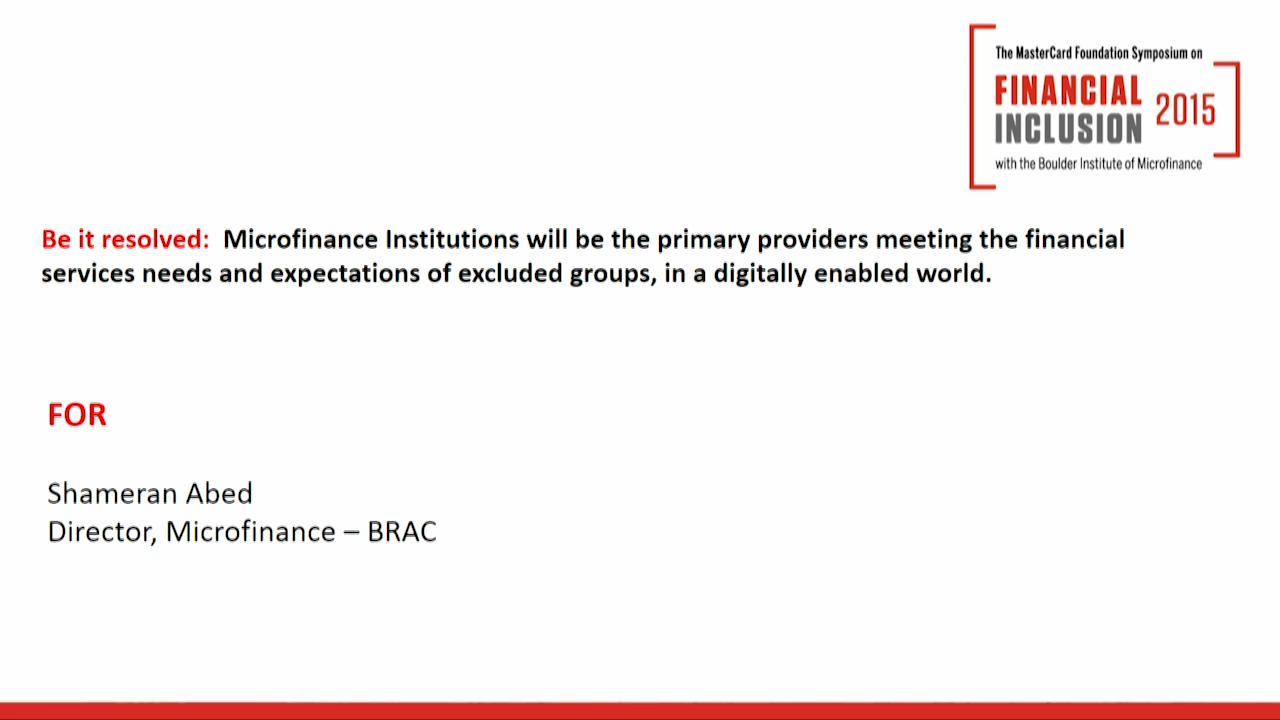 The MasterCard Foundation Symposium on
FINANCIAL
INCLUSION
2015
with the Boulder Institute of Microfinance
Be it resolved: Microfinance Institutions will be the primary providers meeting the financial
services needs and expectations of excluded groups, in a digitally enabled world.
FOR
Shameran Abed
Director, Microfinance – BRAC